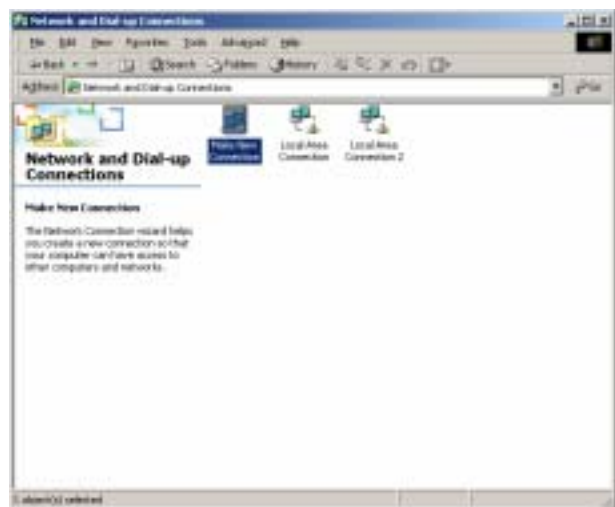 Network and Dial-up Connections
File Edit View Favorites Tools Advanced Help
Back Search Folders History
Address Network and Dial-up Connections Go
Make New Connection
Local Area Connection
Local Area Connection 2
Network and Dial-up
Connections
Make New Connection
The Network Connection wizard helps
you create a new connection so that
your computer can have access to
other computers and networks.
1 object(s) selected